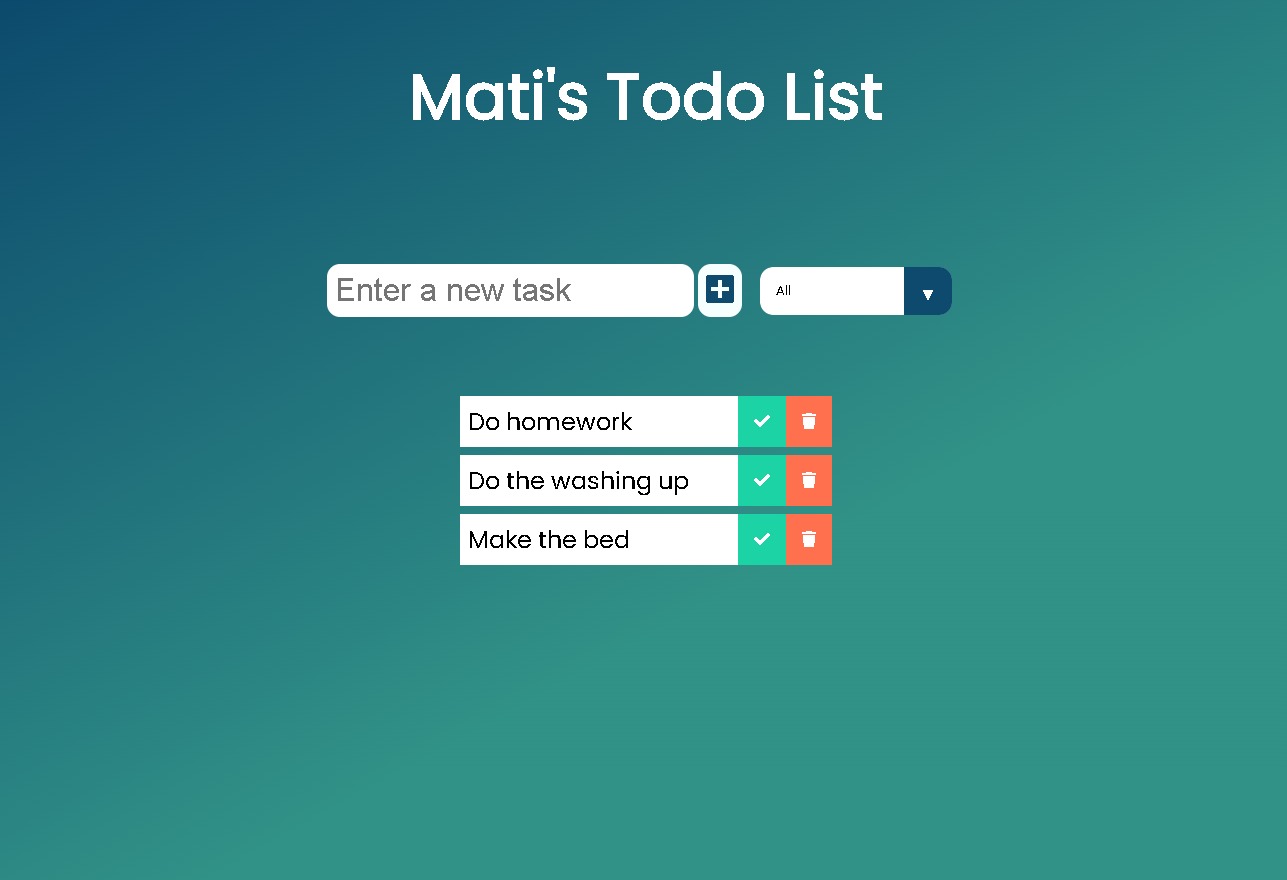 Mati's Todo List
Enter a new task
All
Do homework
Do the washing up
Make the bed